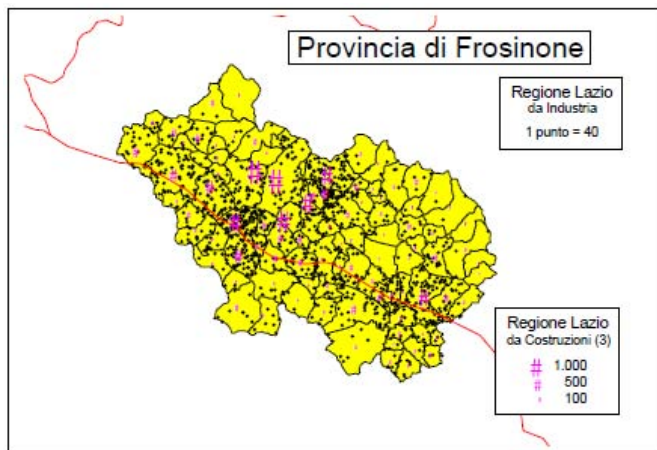 Provincia di Frosinone
Regione Lazio
da Industria
1 punto = 40
Regione Lazio
da Costruzioni (3)
1.000
500
100